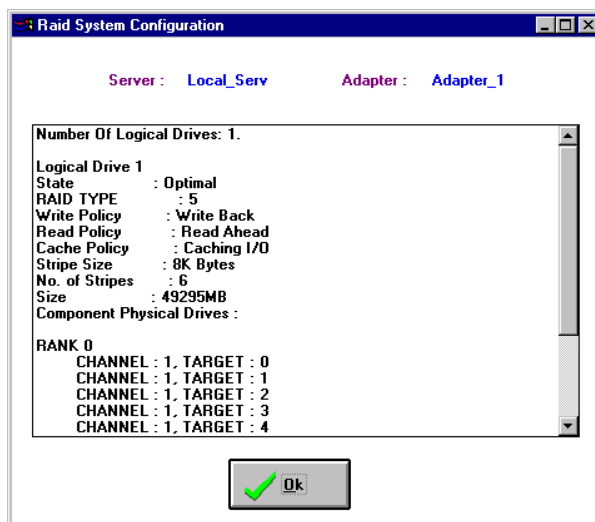 Raid System Configuration
Server : Local_Serv Adapter : Adapter_1
Number Of Logical Drives: 1.
Logical Drive 1
State : Optimal
RAID TYPE : 5
Write Policy : Write Back
Read Policy : Read Ahead
Cache Policy : Caching I/O
Stripe Size : 8K Bytes
No. of Stripes : 6
Size : 49295MB
Component Physical Drives :
RANK 0
CHANNEL : 1, TARGET : 0
CHANNEL : 1, TARGET : 1
CHANNEL : 1, TARGET : 2
CHANNEL : 1, TARGET : 3
CHANNEL : 1, TARGET : 4
Ok